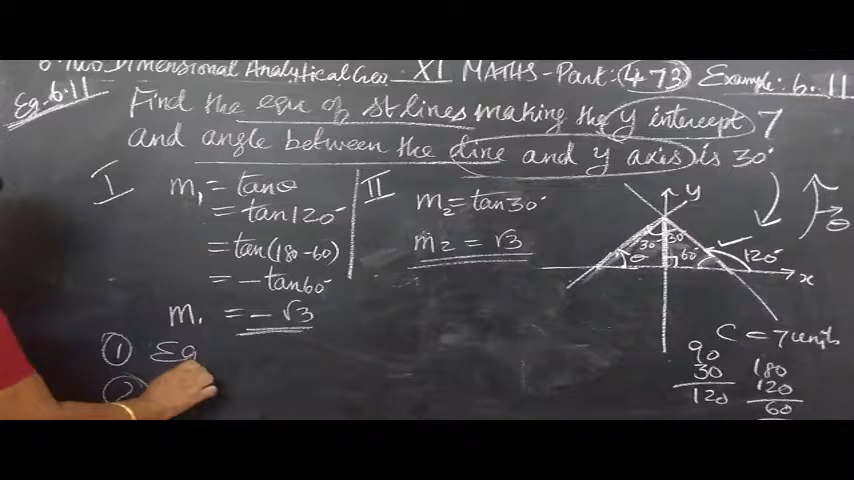 6. Two Dimensional Analytical Geo XI MATHS - Part: 473 Example: 6.11
Eg. 6.11
Find the equn of st lines making the y intercept 7
and angle between the line and y axis is 30°
I
m₁ = tanθ
= tan120°
= tan(180-60)
= -tan60°
m₁ = -√3
II
m₂ = tan30°
m₂ = √3
y
θ
30 30
θ 60° 120°
x
C = 7 units
90
30
120
180
120
60
① Eq
②